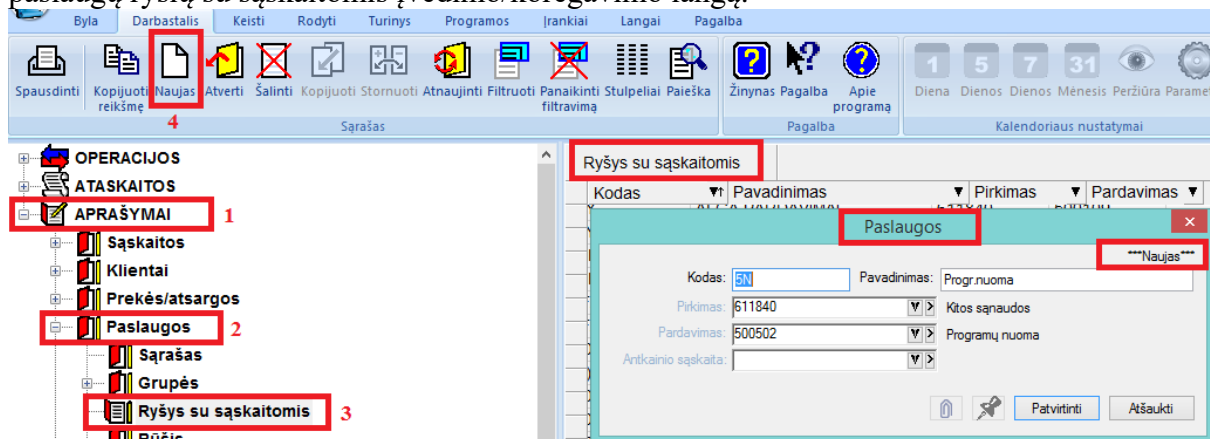 paslaugų ryšių su sąskaitomis įvedimo/koregavimo langą.
Byla Darbastalis Keisti Rodyti Turinys Programos Įrankiai Langai Pagalba
Spausdinti Kopijuoti reikšmę Naujas Atverti Šalinti Kopijuoti Stornuoti Atnaujinti Filtruoti Panaikinti filtravimą Stulpeliai Paieška Žinynas Pagalba Apie programą Diena Dienos Dienos Mėnesis Peržiūra
1 5 7 31
4
Sąrašas Pagalba Kalendoriaus nustatymai
OPERACIJOS
ATASKAITOS
APRAŠYMAI 1
Sąskaitos
Klientai
Prekės/atsargos
Paslaugos 2
Sąrašas
Grupės
Ryšys su sąskaitomis 3
Rūšis
Ryšys su sąskaitomis
Kodas Pavadinimas Pirkimas Pardavimas
Paslaugos
***Naujas***
Kodas: 5N Pavadinimas: Progr.nuoma
Pirkimas: 611840 Kitos sąnaudos
Pardavimas: 500502 Programų nuoma
Antkainio sąskaita:
Patvirtinti Atšaukti